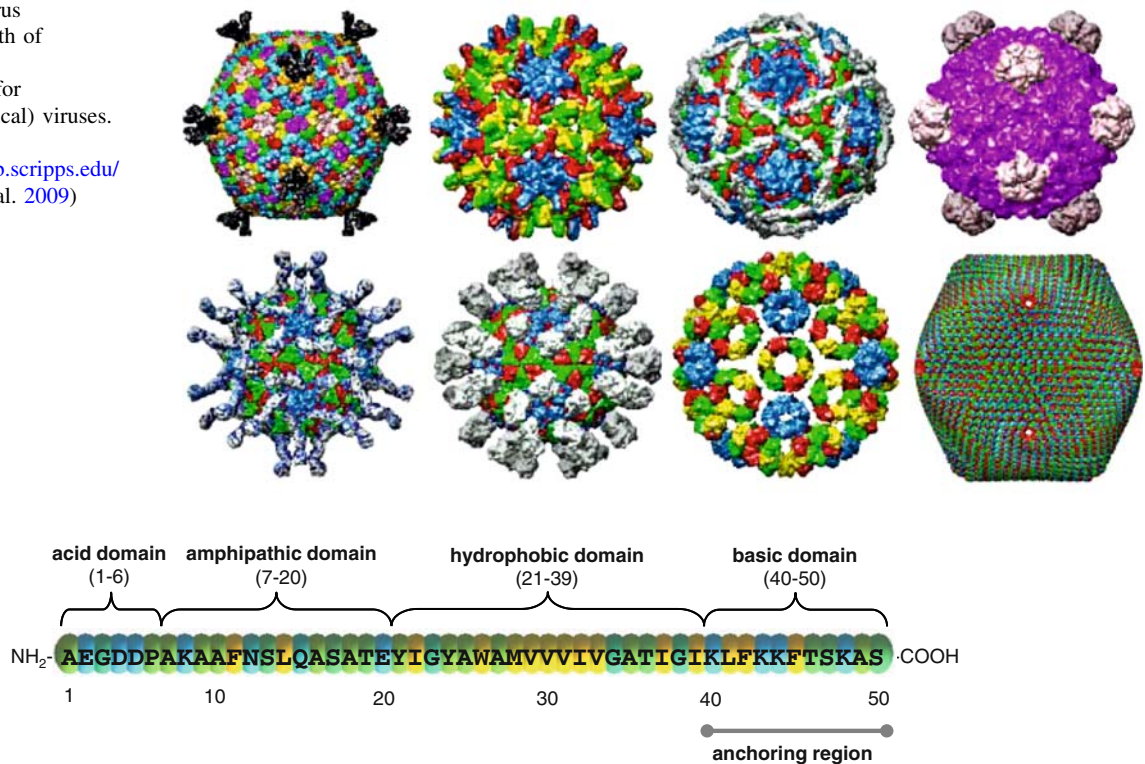 rus
th of
for
cal) viruses.
b.scripps.edu/
al. 2009)
acid domain amphipathic domain hydrophobic domain basic domain
(1-6) (7-20) (21-39) (40-50)
NH2- AEGDDPAKAAFNSLQASATEYIGYAWAMVVVIVGATIGIKLFKKFTSKAS -COOH
1 10 20 30 40 50
anchoring region